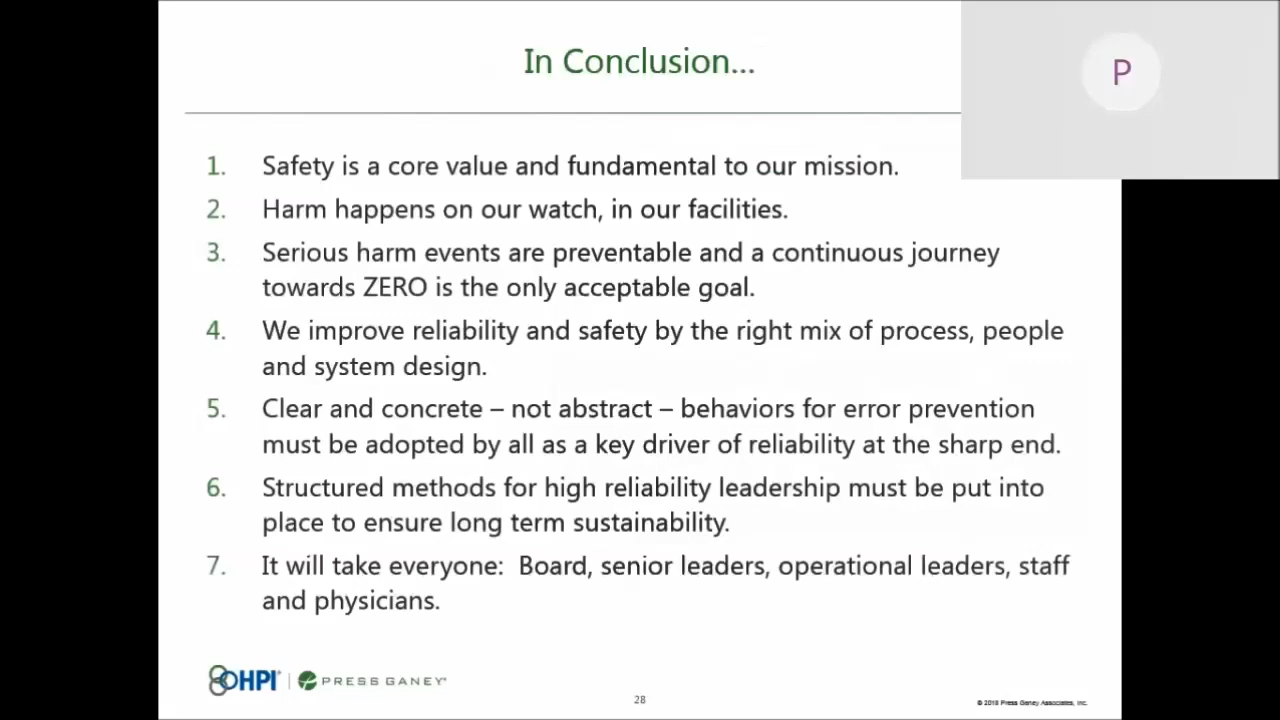 In Conclusion...
P
1. Safety is a core value and fundamental to our mission.
2. Harm happens on our watch, in our facilities.
3. Serious harm events are preventable and a continuous journey
towards ZERO is the only acceptable goal.
4. We improve reliability and safety by the right mix of process, people
and system design.
5. Clear and concrete – not abstract – behaviors for error prevention
must be adopted by all as a key driver of reliability at the sharp end.
6. Structured methods for high reliability leadership must be put into
place to ensure long term sustainability.
7. It will take everyone:  Board, senior leaders, operational leaders, staff
and physicians.
HPI | PRESS GANEY
28
© 2018 Press Ganey Associates, Inc.